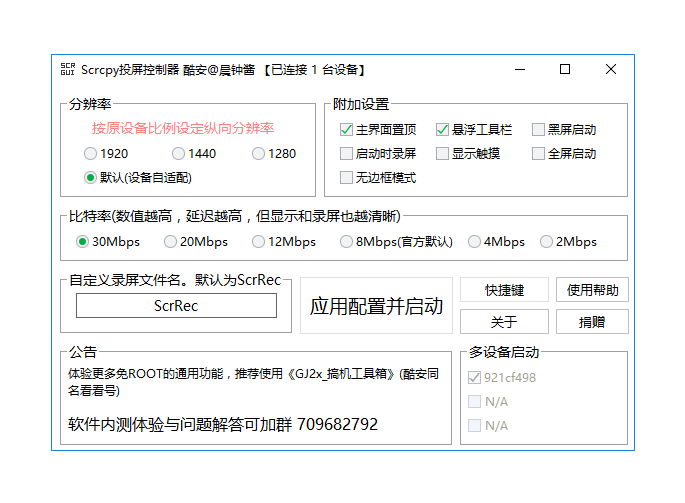 SCR GUI Scrcpy投屏控制器 酷安@晨钟酱 【已连接 1 台设备】
分辨率
按原设备比例设定纵向分辨率
1920 1440 1280
默认(设备自适配)
附加设置
主界面置顶 悬浮工具栏 黑屏启动
启动时录屏 显示触摸 全屏启动
无边框模式
比特率(数值越高，延迟越高，但显示和录屏也越清晰)
30Mbps 20Mbps 12Mbps 8Mbps(官方默认) 4Mbps 2Mbps
自定义录屏文件名。默认为ScrRec
ScrRec
应用配置并启动
快捷键 使用帮助
关于 捐赠
公告
体验更多免ROOT的通用功能，推荐使用《GJ2x_搞机工具箱》(酷安同
名看看号)
软件内测体验与问题解答可加群 709682792
多设备启动
921cf498
N/A
N/A